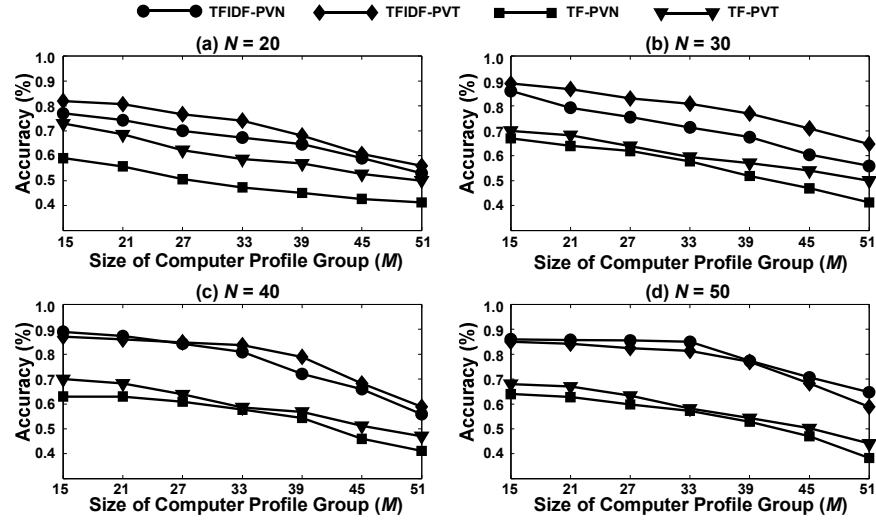 TFIDF-PVN TFIDF-PVT TF-PVN TF-PVT
(a) N = 20
1.0
0.9
0.8
0.7
0.6
0.5
0.4
15 21 27 33 39 45 51
Accuracy (%)
Size of Computer Profile Group (M)
(b) N = 30
1.0
0.9
0.8
0.7
0.6
0.5
0.4
15 21 27 33 39 45 51
Accuracy (%)
Size of Computer Profile Group (M)
(c) N = 40
1.0
0.9
0.8
0.7
0.6
0.5
0.4
15 21 27 33 39 45 51
Accuracy (%)
Size of Computer Profile Group (M)
(d) N = 50
1.0
0.9
0.8
0.7
0.6
0.5
0.4
15 21 27 33 39 45 51
Accuracy (%)
Size of Computer Profile Group (M)